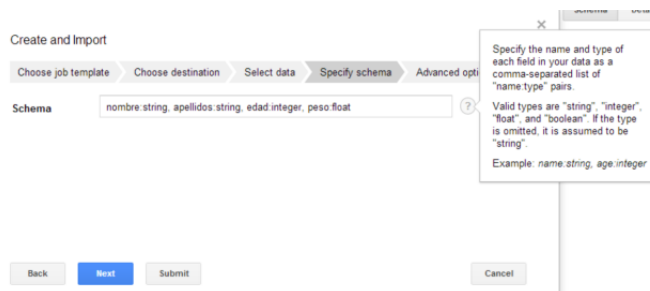 Schema
Create and Import
Choose job template Choose destination Select data Specify schema Advanced opti
Schema nombre:string, apellidos:string, edad:integer, peso:float ?
Specify the name and type of
each field in your data as a
comma-separated list of
"name:type" pairs.
Valid types are "string", "integer",
"float", and "boolean". If the type
is omitted, it is assumed to be
"string".
Example: name:string, age:integer
Back Next Submit Cancel